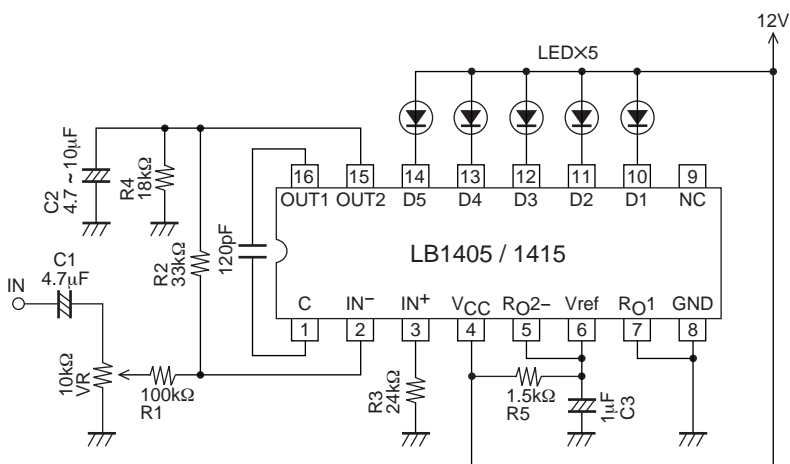 12V
LED×5
C2
4.7 ~ 10μF
R4
18kΩ
16 15 14 13 12 11 10 9
OUT1 OUT2 D5 D4 D3 D2 D1 NC
120pF
R2
33kΩ
LB1405 / 1415
C1
4.7μF
IN
C IN− IN+ VCC RO2− Vref RO1 GND
1 2 3 4 5 6 7 8
10kΩ
VR
100kΩ
R1
R3
24kΩ
1.5kΩ
R5
1μF
C3